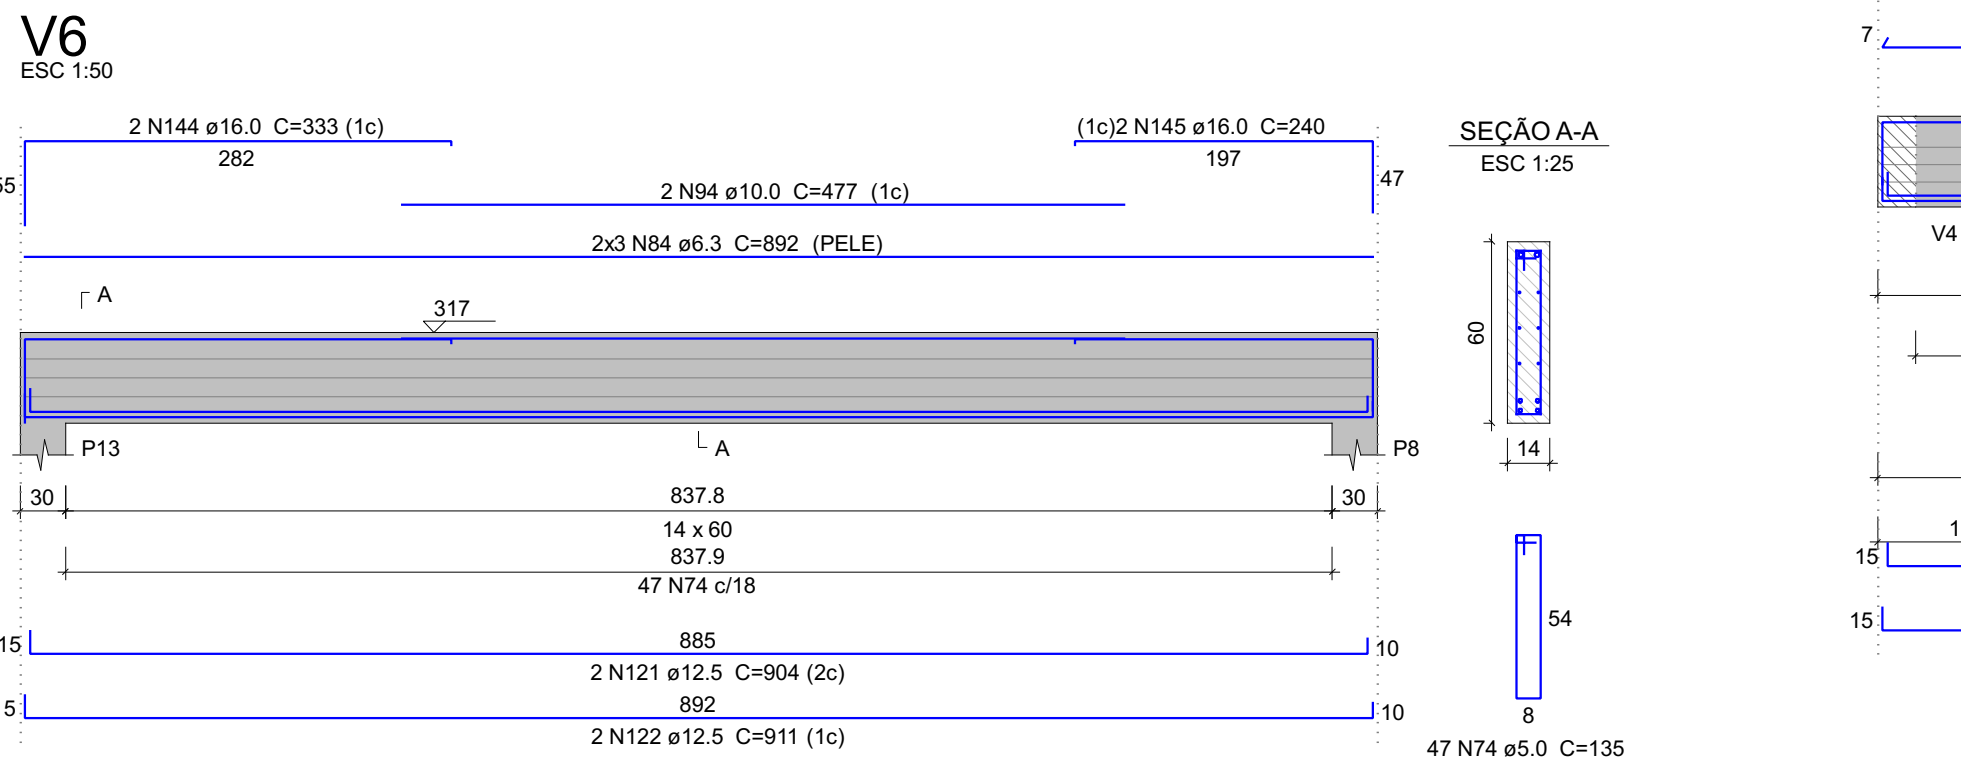 V6
ESC 1:50
2 N144 ø16.0 C=333 (1c)
282
(1c)2 N145 ø16.0 C=240
197
47
2 N94 ø10.0 C=477 (1c)
2x3 N84 ø6.3 C=892 (PELE)
A
317
A
P13
P8
30
837.8
30
14 x 60
837.9
47 N74 c/18
15
885
10
2 N121 ø12.5 C=904 (2c)
5
892
10
2 N122 ø12.5 C=911 (1c)
SEÇÃO A-A
ESC 1:25
60
14
54
8
47 N74 ø5.0 C=135
7
V4
1
15
15